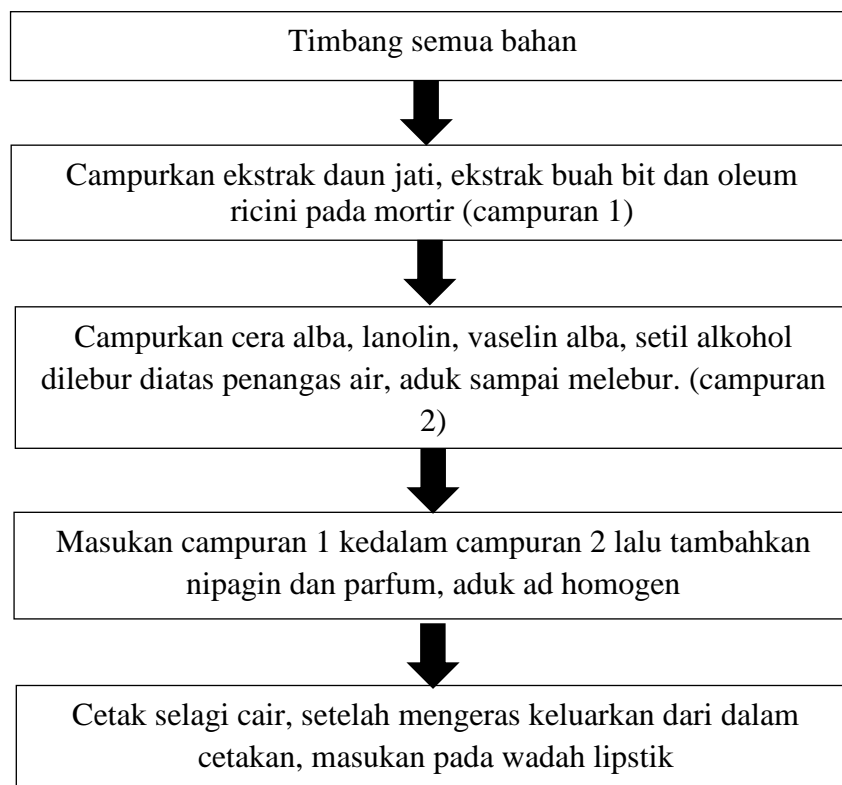 Timbang semua bahan
Campurkan ekstrak daun jati, ekstrak buah bit dan oleum
ricini pada mortir (campuran 1)
Campurkan cera alba, lanolin, vaselin alba, setil alkohol
dilebur diatas penangas air, aduk sampai melebur. (campuran
2)
Masukan campuran 1 kedalam campuran 2 lalu tambahkan
nipagin dan parfum, aduk ad homogen
Cetak selagi cair, setelah mengeras keluarkan dari dalam
cetakan, masukan pada wadah lipstik